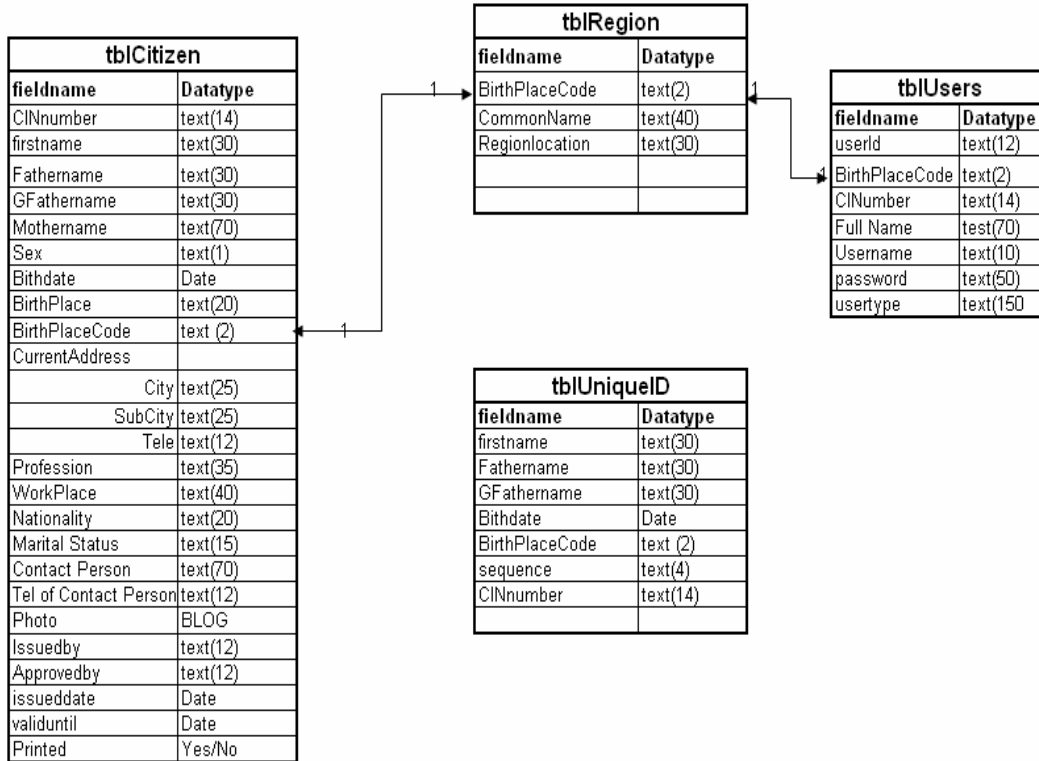 tblCitizen
fieldname Datatype
CINnumber text(14)
firstname text(30)
Fathername text(30)
GFathername text(30)
Mothername text(70)
Sex text(1)
Bithdate Date
BirthPlace text(20)
BirthPlaceCode text (2)
CurrentAddress
City text(25)
SubCity text(25)
Tele text(12)
Profession text(35)
WorkPlace text(40)
Nationality text(20)
Marital Status text(15)
Contact Person text(70)
Tel of Contact Person text(12)
Photo BLOG
Issuedby text(12)
Approvedby text(12)
issueddate Date
validuntil Date
Printed Yes/No
1
1
tblRegion
fieldname Datatype
BirthPlaceCode text(2)
CommonName text(40)
Regionlocation text(30)
1
1
tblUsers
fieldname Datatype
userId text(12)
BirthPlaceCode text(2)
CINumber text(14)
Full Name test(70)
Username text(10)
password text(50)
usertype text(150
tblUniqueID
fieldname Datatype
firstname text(30)
Fathername text(30)
GFathername text(30)
Bithdate Date
BirthPlaceCode text (2)
sequence text(4)
CINnumber text(14)